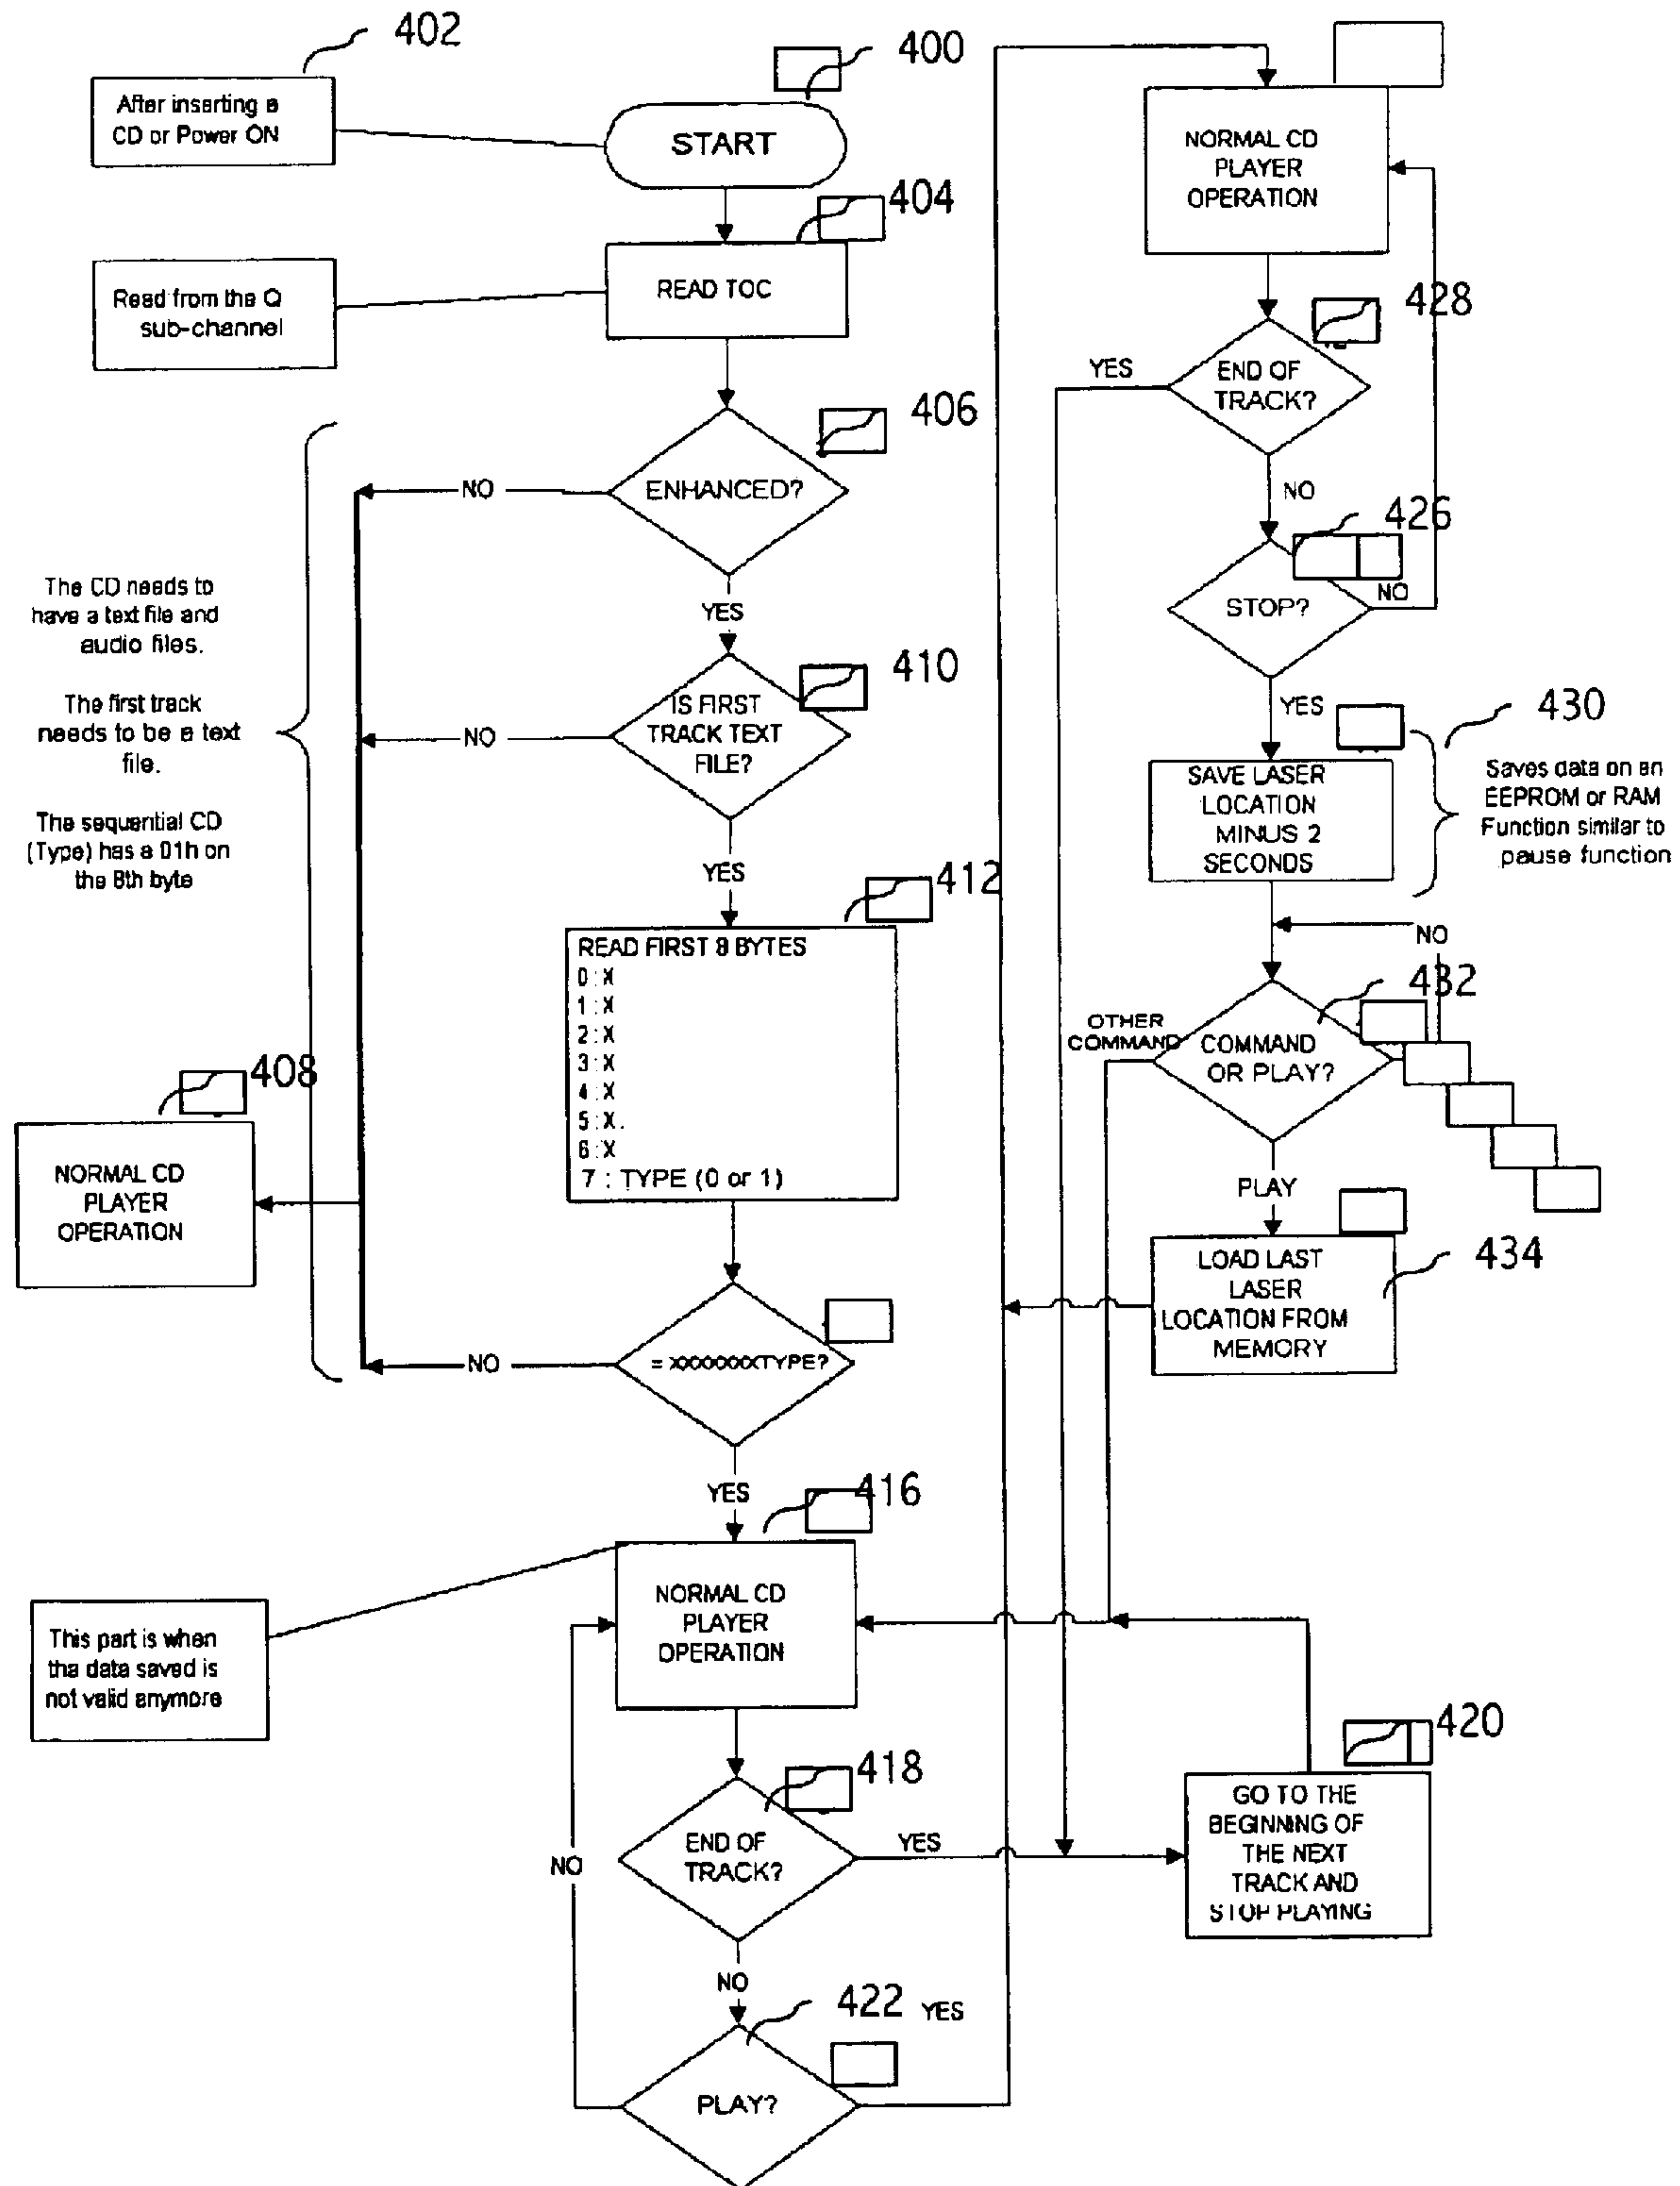 402
After inserting a
CD or Power ON
400
START
404
READ TOC
Read from the Q
sub-channel
406
ENHANCED?
NO
YES
The CD needs to
have a text file and
audio files.
The first track
needs to be a text
file.
The sequential CD
(Type) has a 01h on
the 8th byte
410
IS FIRST
TRACK TEXT
FILE?
NO
YES
412
READ FIRST 8 BYTES
0 : X
1 : X
2 : X
3 : X
4 : X
5 : X.
6 : X
7 : TYPE (0 or 1)
408
NORMAL CD
PLAYER
OPERATION
= XXXXXXXTYPE?
NO
YES
416
NORMAL CD
PLAYER
OPERATION
This part is when
the data saved is
not valid anymore
418
END OF
TRACK?
YES
NO
NO
422
YES
PLAY?
NORMAL CD
PLAYER
OPERATION
428
END OF
TRACK?
YES
NO
426
STOP?
NO
YES
430
SAVE LASER
LOCATION
MINUS 2
SECONDS
Saves data on an
EEPROM or RAM
Function similar to
pause function
NO
432
OTHER
COMMAND
COMMAND
OR PLAY?
PLAY
434
LOAD LAST
LASER
LOCATION FROM
MEMORY
420
GO TO THE
BEGINNING OF
THE NEXT
TRACK AND
STOP PLAYING